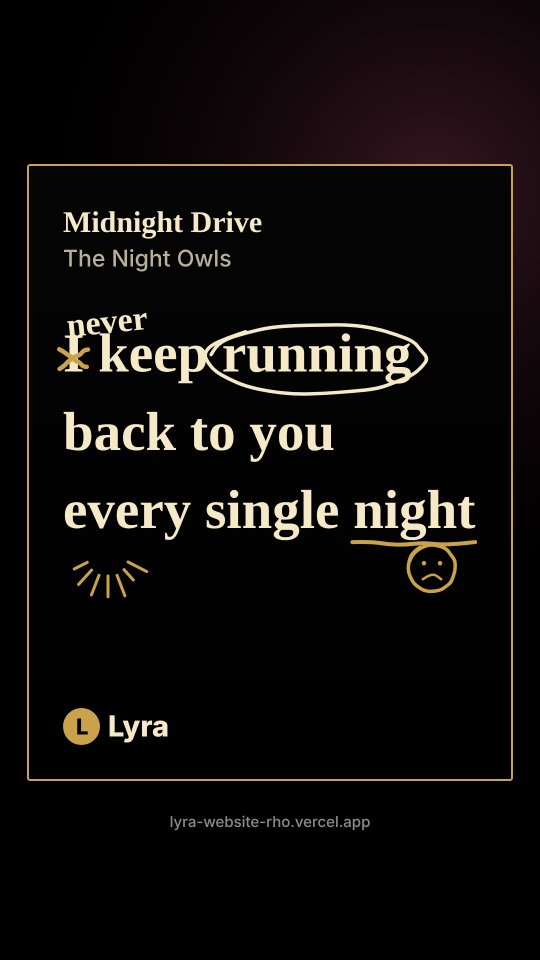 Midnight Drive
The Night Owls
never
I keep running
back to you
every single night
L Lyra
lyra-website-rho.vercel.app